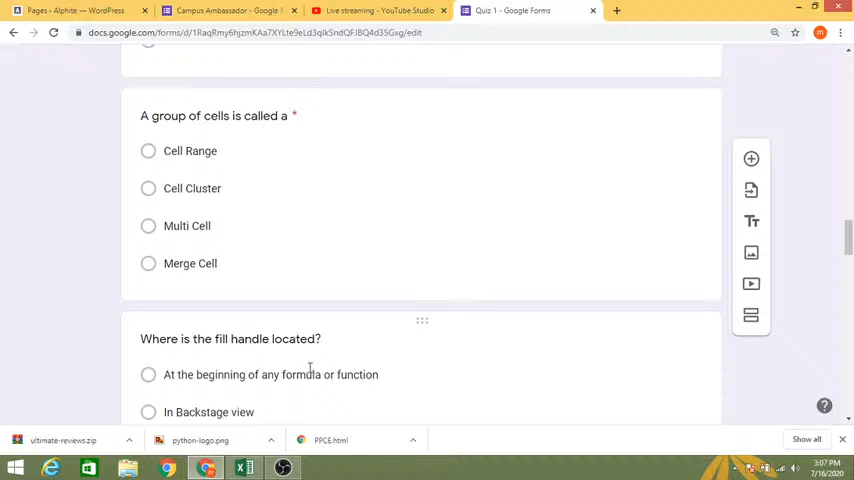 Pages ‹ Alphite — WordPress
Campus Ambassador - Google F
Live streaming - YouTube Studio
Quiz 1 - Google Forms
docs.google.com/forms/d/1RaqRmy6hjzmKAa7XYLte9eLd3qIkSndQFJBQ4d35Gxg/edit
m
A group of cells is called a *
Cell Range
Cell Cluster
Multi Cell
Merge Cell
Where is the fill handle located?
At the beginning of any formula or function
In Backstage view
ultimate-reviews.zip
python-logo.png
PPCE.html
Show all
3:07 PM
7/16/2020